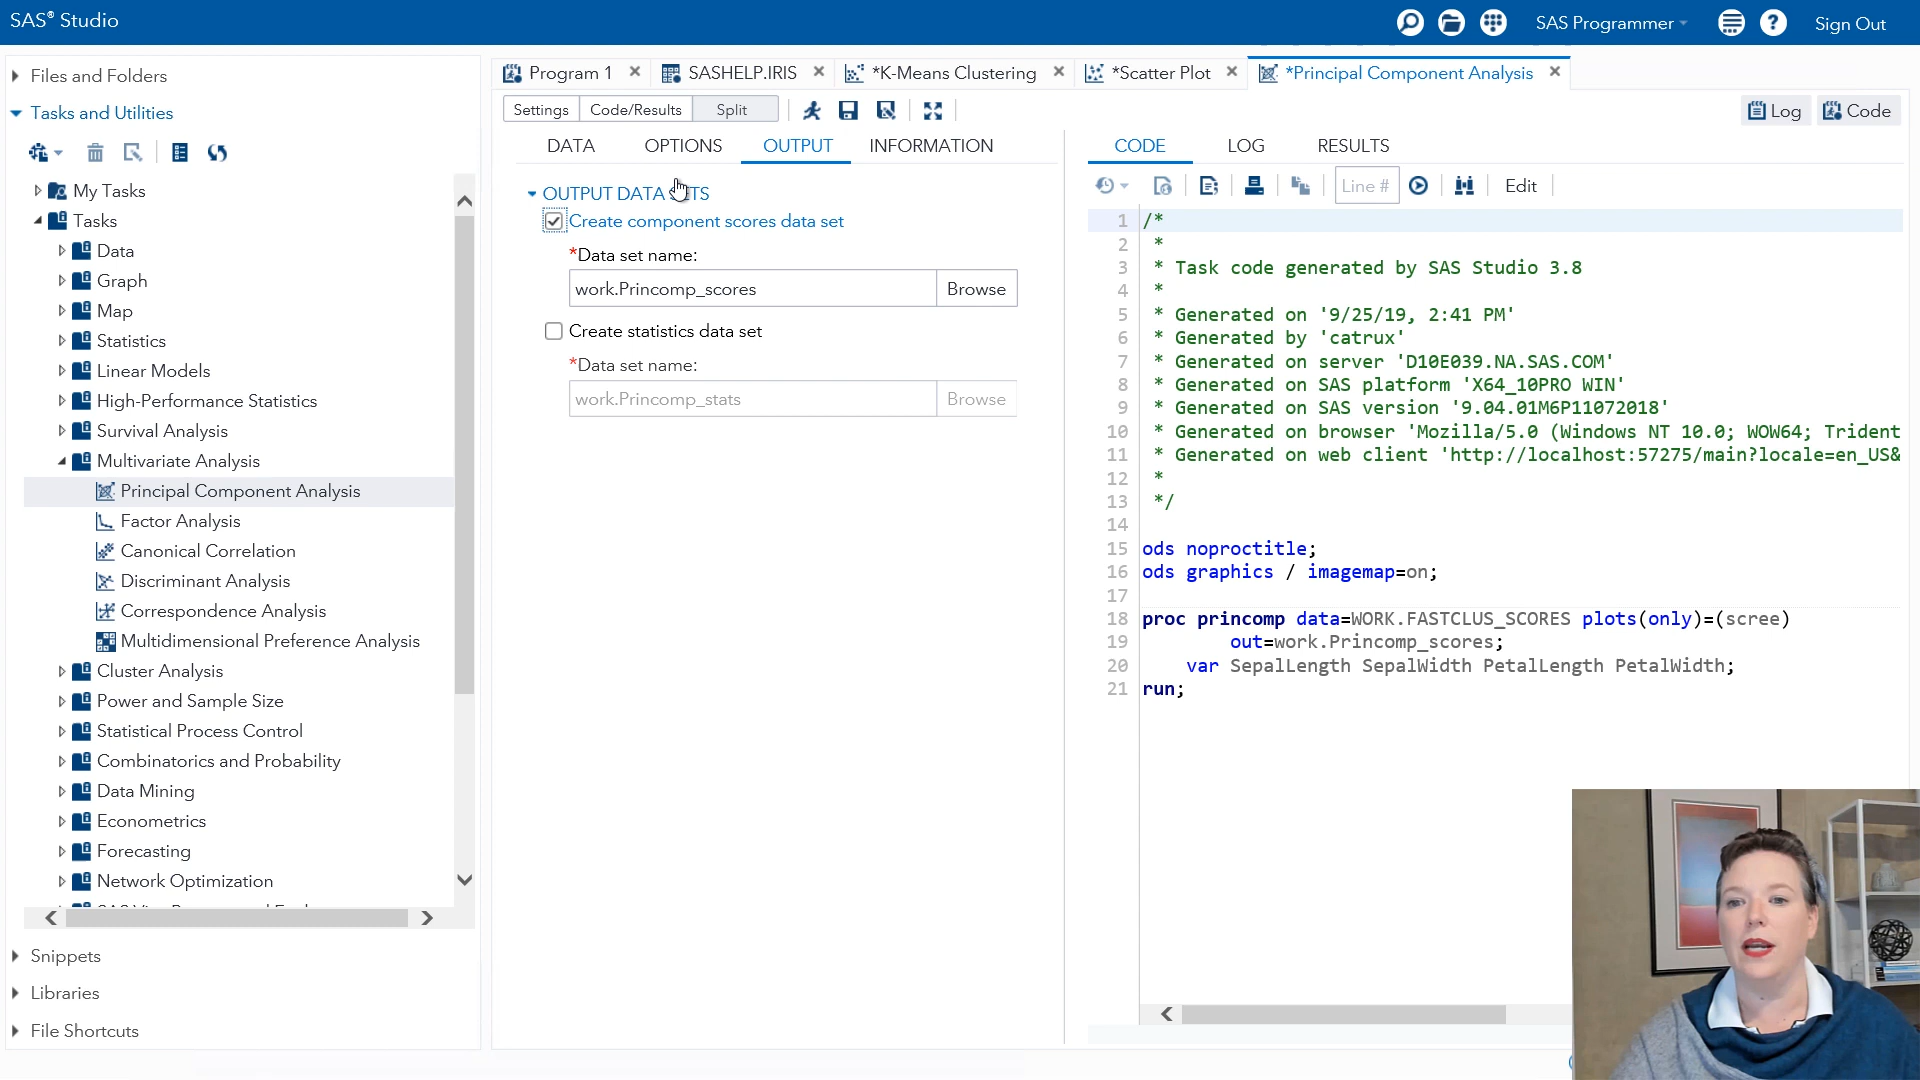 SAS® Studio
SAS Programmer
Sign Out
Files and Folders
Tasks and Utilities
My Tasks
Tasks
Data
Graph
Map
Statistics
Linear Models
High-Performance Statistics
Survival Analysis
Multivariate Analysis
Principal Component Analysis
Factor Analysis
Canonical Correlation
Discriminant Analysis
Correspondence Analysis
Multidimensional Preference Analysis
Cluster Analysis
Power and Sample Size
Statistical Process Control
Combinatorics and Probability
Data Mining
Econometrics
Forecasting
Network Optimization
Snippets
Libraries
File Shortcuts
Program 1
SASHELP.IRIS
*K-Means Clustering
*Scatter Plot
*Principal Component Analysis
Settings
Code/Results
Split
Log
Code
DATA
OPTIONS
OUTPUT
INFORMATION
OUTPUT DATA SETS
Create component scores data set
*Data set name:
work.Princomp_scores
Browse
Create statistics data set
*Data set name:
work.Princomp_stats
Browse
CODE
LOG
RESULTS
Line #
Edit
1 /*
2 *
3 * Task code generated by SAS Studio 3.8
4 *
5 * Generated on '9/25/19, 2:41 PM'
6 * Generated by 'catrux'
7 * Generated on server 'D10E039.NA.SAS.COM'
8 * Generated on SAS platform 'X64_10PRO WIN'
9 * Generated on SAS version '9.04.01M6P11072018'
10 * Generated on browser 'Mozilla/5.0 (Windows NT 10.0; WOW64; Trident
11 * Generated on web client 'http://localhost:57275/main?locale=en_US&
12 *
13 */
14
15 ods noproctitle;
16 ods graphics / imagemap=on;
17
18 proc princomp data=WORK.FASTCLUS_SCORES plots(only)=(scree)
19 out=work.Princomp_scores;
20 var SepalLength SepalWidth PetalLength PetalWidth;
21 run;